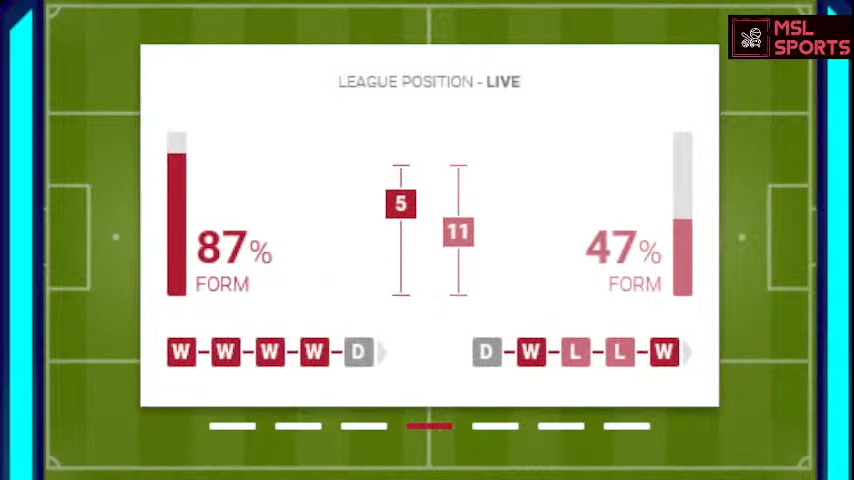 MSL
SPORTS
LEAGUE POSITION - LIVE
5
11
87%
FORM
47%
FORM
W W W W D
D W L L W